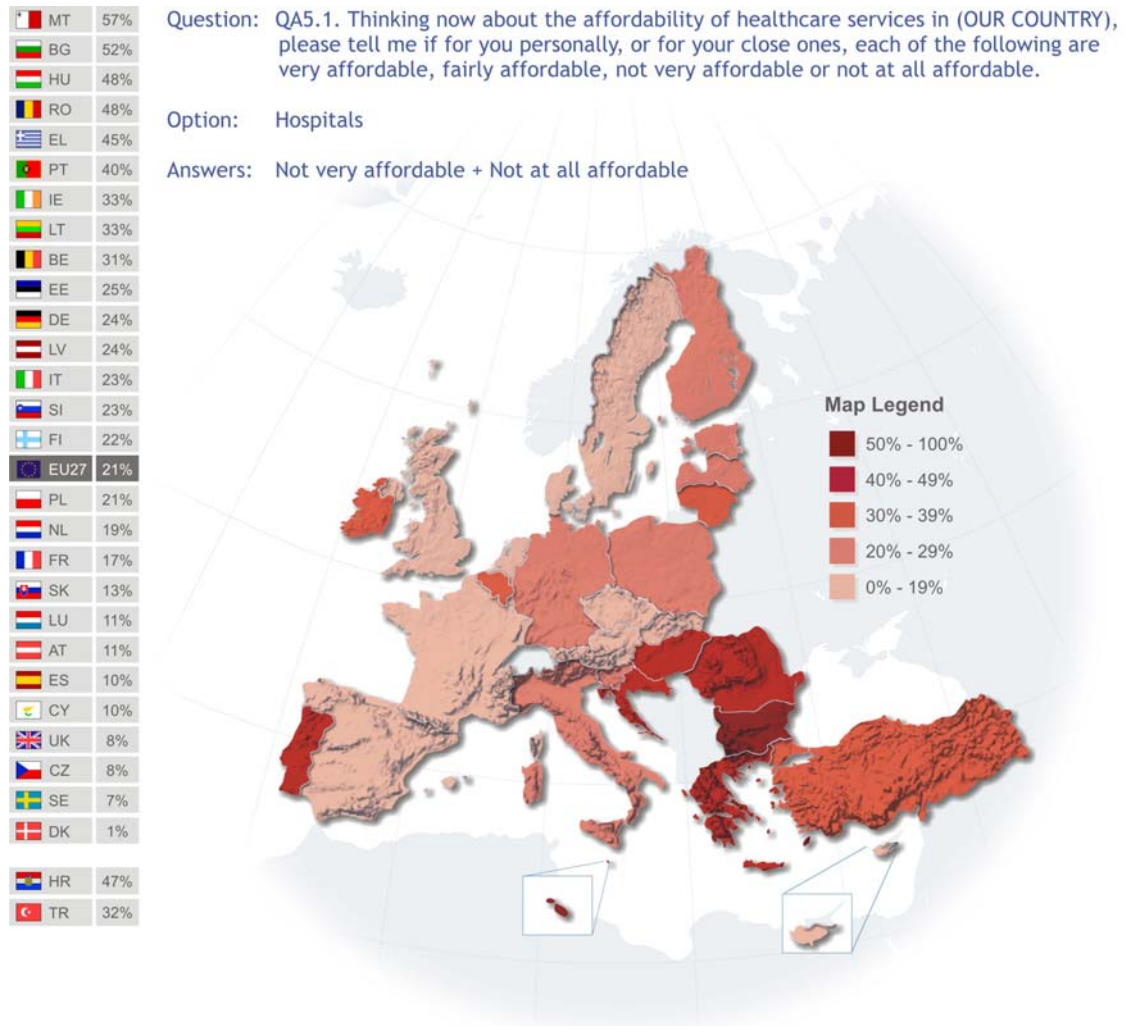 MT 57%
BG 52%
HU 48%
RO 48%
EL 45%
PT 40%
IE 33%
LT 33%
BE 31%
EE 25%
DE 24%
LV 24%
IT 23%
SI 23%
FI 22%
EU27 21%
PL 21%
NL 19%
FR 17%
SK 13%
LU 11%
AT 11%
ES 10%
CY 10%
UK 8%
CZ 8%
SE 7%
DK 1%
HR 47%
TR 32%
Question: QA5.1. Thinking now about the affordability of healthcare services in (OUR COUNTRY),
please tell me if for you personally, or for your close ones, each of the following are
very affordable, fairly affordable, not very affordable or not at all affordable.
Option: Hospitals
Answers: Not very affordable + Not at all affordable
Map Legend
50% - 100%
40% - 49%
30% - 39%
20% - 29%
0% - 19%